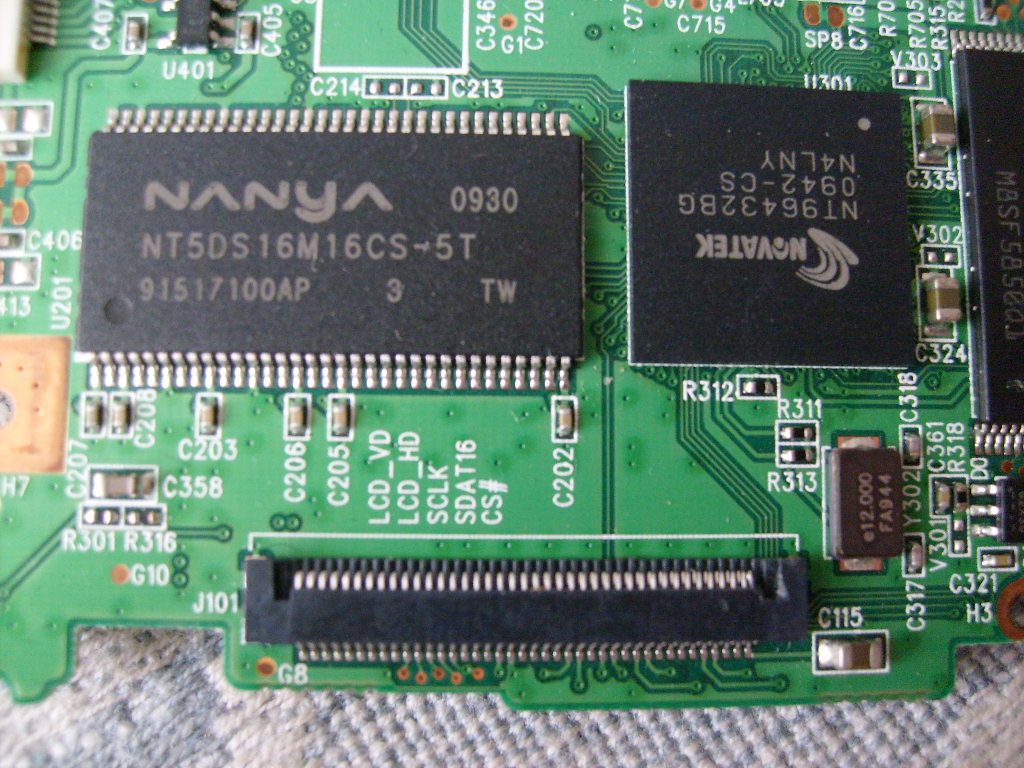 C407
C405
U401
C346
G1
C720
C715
G4
SP8
C716
R705
R315
V303
C214
C213
U301
NANYA 0930
NT5DS16M16CS-5T
91517100AP 3 TW
U201
C406
413
NOVATEK
NT96432BG
0942-CS
N4LNY
C335
V302
C324
R312
R311
R313
C318
C361
R318
C207
C208
C203
C206
C205
C202
LCD_VD
LCD_HD
SCLK
SDAT16
CS#
H7
C358
R301 R316
G10
J101
G8
C115
12.000
FA944
Y302
V301
C317
C321
H3